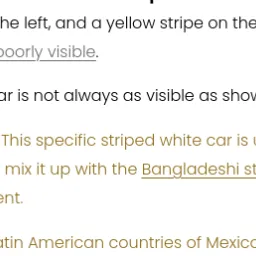 he left, and a yellow stripe on the
poorly visible.
ar is not always as visible as show
This specific striped white car is u
mix it up with the Bangladeshi st
ent.
atin American countries of Mexico